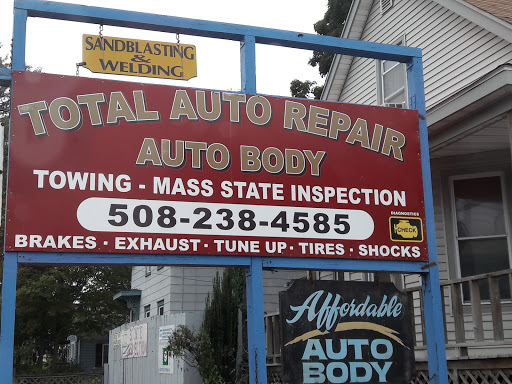 SANDBLASTING
&
WELDING
TOTAL AUTO REPAIR
AUTO BODY
TOWING - MASS STATE INSPECTION
508-238-4585
DIAGNOSTICS
CHECK
BRAKES · EXHAUST · TUNE UP · TIRES · SHOCKS
Affordable
AUTO
BODY